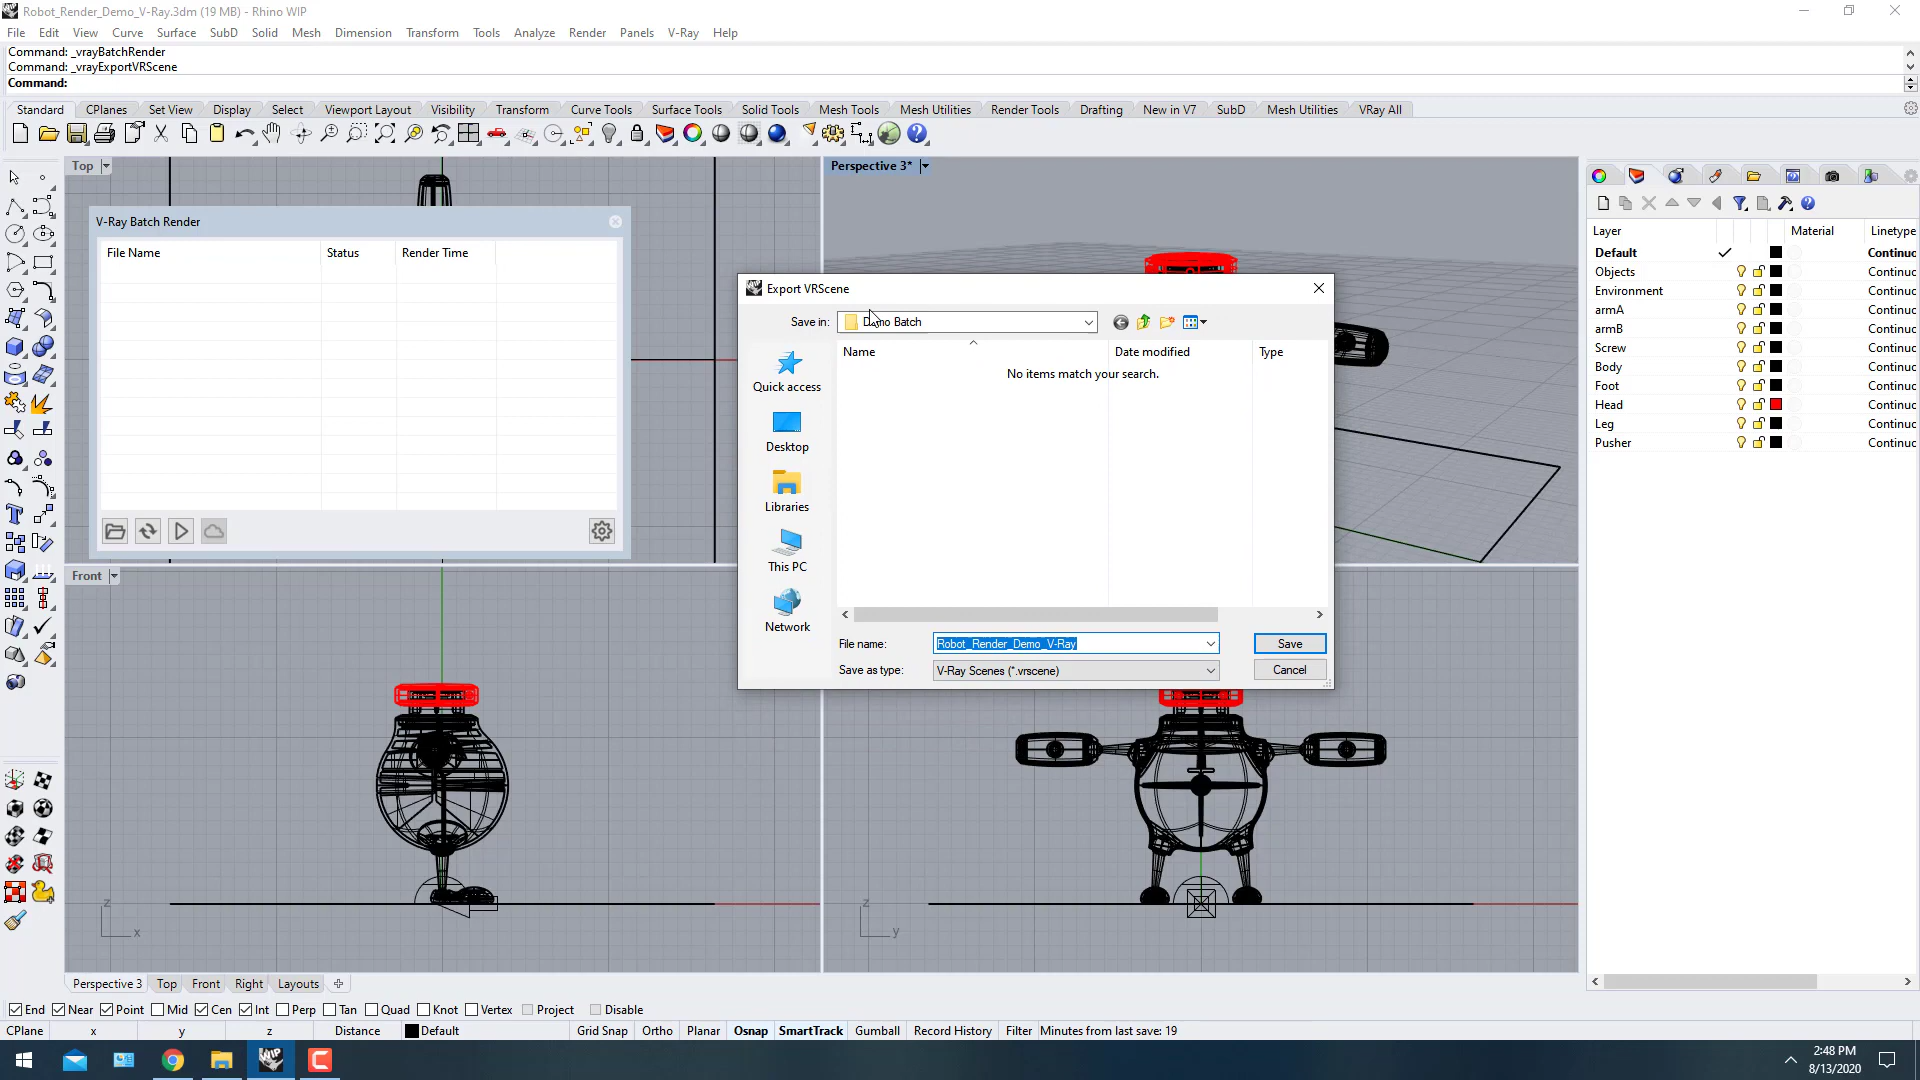 Robot_Render_Demo_V-Ray.3dm (19 MB) - Rhino WIP
File Edit View Curve Surface SubD Solid Mesh Dimension Transform Tools Analyze Render Panels V-Ray Help
Command: _vrayBatchRender
Command: _vrayExportVRScene
Command:
Standard CPlanes Set View Display Select Viewport Layout Visibility Transform Curve Tools Surface Tools Solid Tools Mesh Tools Mesh Utilities Render Tools Drafting New in V7 SubD Mesh Utilities VRay All
Top
Perspective 3*
V-Ray Batch Render
File Name Status Render Time
Export VRScene
Save in: Demo Batch
Name Date modified Type
No items match your search.
Quick access
Desktop
Libraries
This PC
Network
File name: Robot_Render_Demo_V-Ray Save
Save as type: V-Ray Scenes (*.vrscene) Cancel
Layer Material Linetype
Default Continuc
Objects Continuc
Environment Continuc
armA Continuc
armB Continuc
Screw Continuc
Body Continuc
Foot Continuc
Head Continuc
Leg Continuc
Pusher Continuc
Front
z
x
z
y
Perspective 3 Top Front Right Layouts
End Near Point Mid Cen Int Perp Tan Quad Knot Vertex Project Disable
CPlane x y z Distance Default Grid Snap Ortho Planar Osnap SmartTrack Gumball Record History Filter Minutes from last save: 19
WIP
2:48 PM
8/13/2020